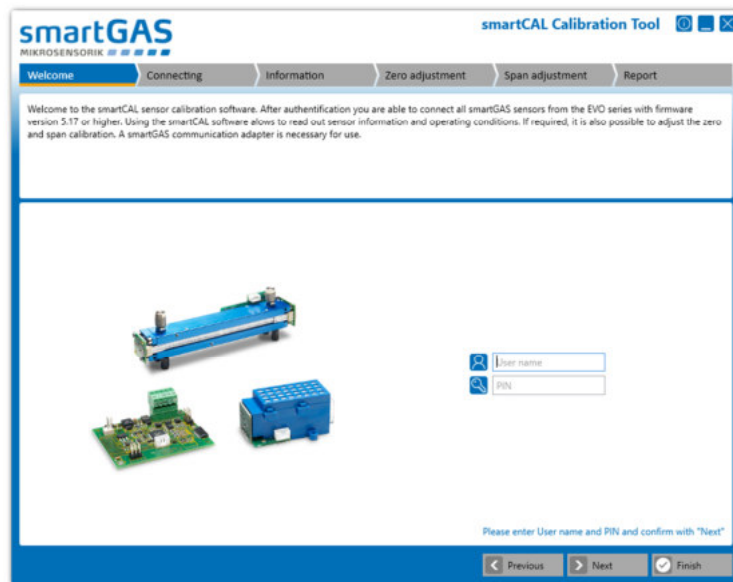 smartGAS
MIKROSENSORIK
smartCAL Calibration Tool
Welcome
Connecting
Information
Zero adjustment
Span adjustment
Report
Welcome to the smartCAL sensor calibration software. After authentification you are able to connect all smartGAS sensors from the EVO series with firmware
version 5.17 or higher. Using the smartCAL software alows to read out sensor information and operating conditions. If required, it is also possible to adjust the zero
and span calibration. A smartGAS communication adapter is necessary for use.
User name
PIN
Please enter User name and PIN and confirm with "Next"
Previous
Next
Finish